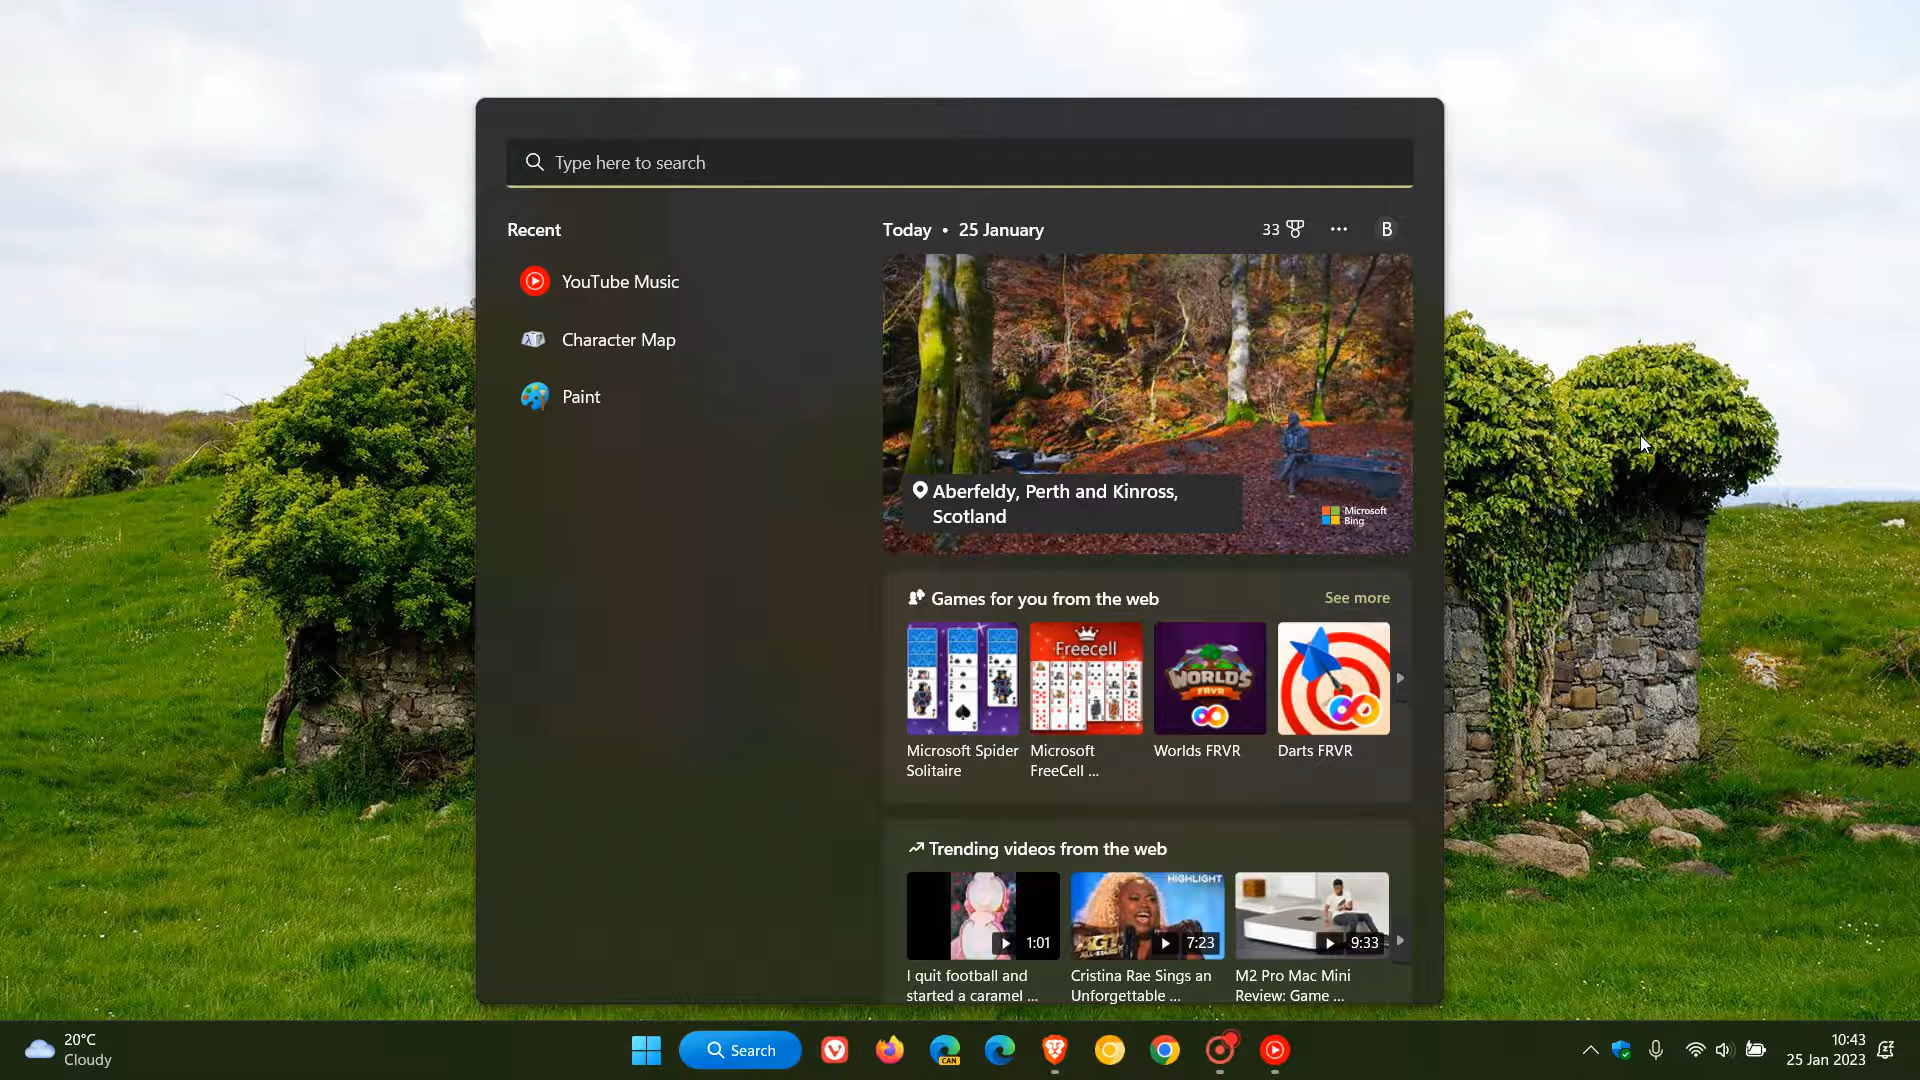 Type here to search
Recent
Today • 25 January
33
B
YouTube Music
Character Map
Paint
Aberfeldy, Perth and Kinross,
Scotland
Microsoft
Bing
Games for you from the web
See more
Freecell
WORLDS
FRVR
Microsoft Spider
Solitaire
Microsoft
FreeCell ...
Worlds FRVR
Darts FRVR
Trending videos from the web
HIGHLIGHT
1:01
7:23
9:33
I quit football and
started a caramel ...
Cristina Rae Sings an
Unforgettable ...
M2 Pro Mac Mini
Review: Game ...
20°C
Cloudy
Search
CAN
10:43
25 Jan 2023